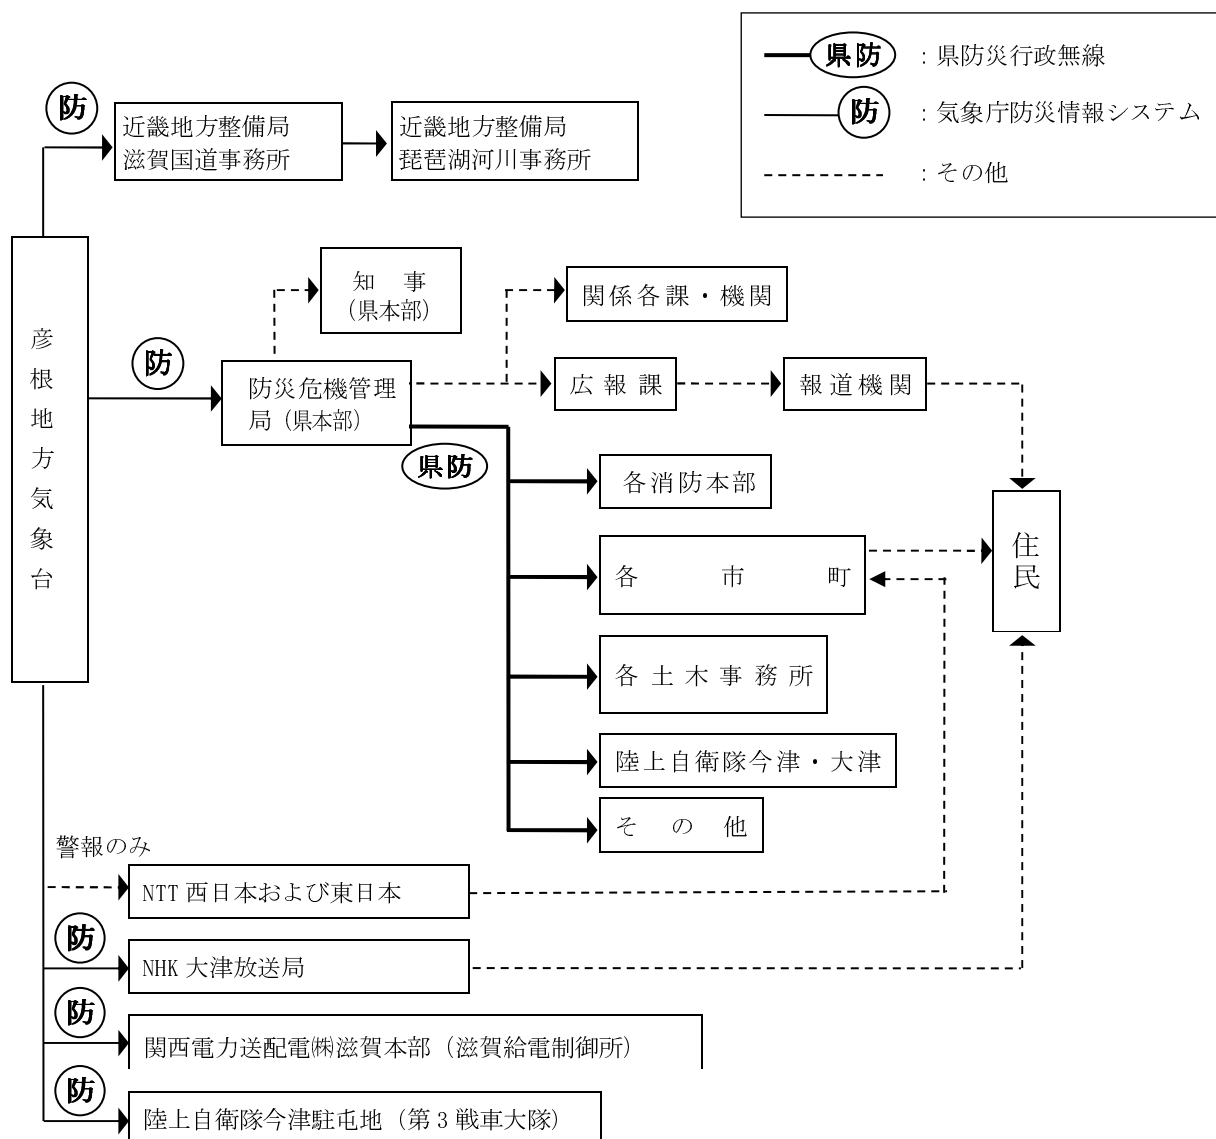 県防
：県防災行政無線
防
：気象庁防災情報システム
：その他
防
近畿地方整備局
滋賀国道事務所
近畿地方整備局
琵琶湖河川事務所
彦根地方気象台
防
知　事
（県本部）
関係各課・機関
防災危機管理
局（県本部）
広報課
報道機関
県防
各消防本部
各　市　町
住民
各土木事務所
陸上自衛隊今津・大津
その他
警報のみ
NTT 西日本および東日本
防
NHK 大津放送局
防
関西電力送配電㈱滋賀本部（滋賀給電制御所）
防
陸上自衛隊今津駐屯地（第３戦車大隊）